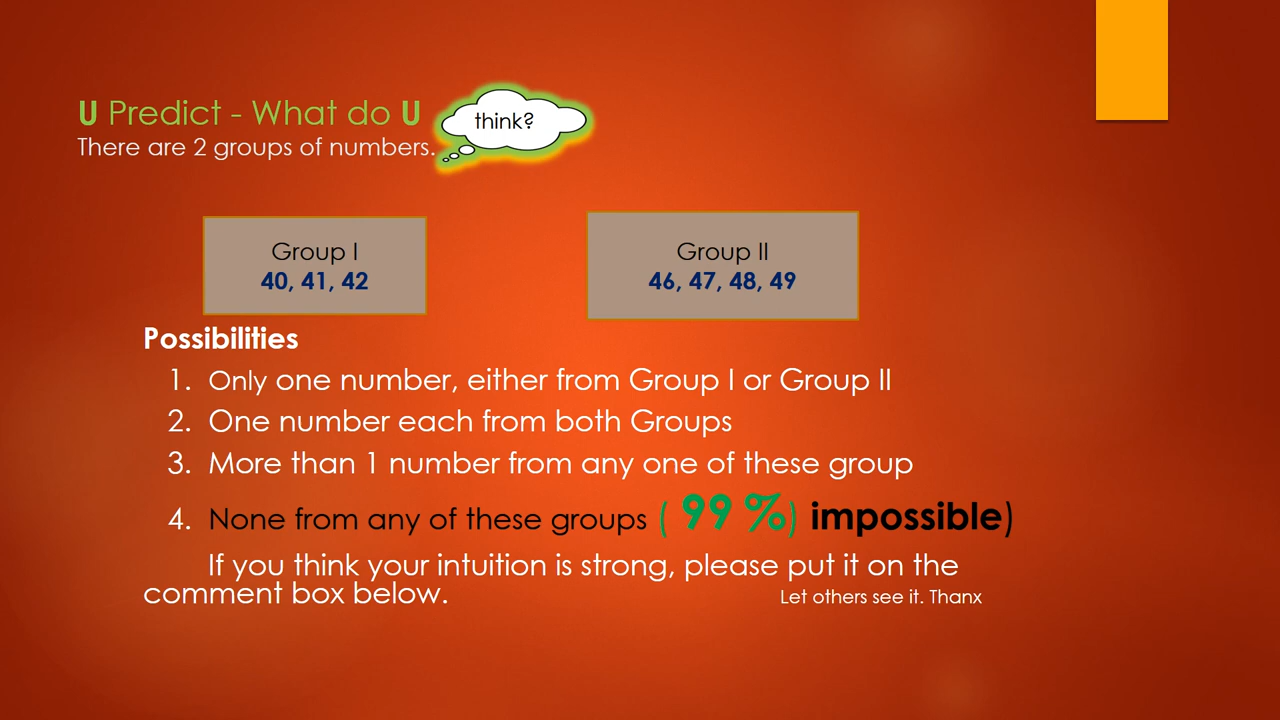 U Predict - What do U
think?
There are 2 groups of numbers.
Group I
40, 41, 42
Group II
46, 47, 48, 49
Possibilities
1. Only one number, either from Group I or Group II
2. One number each from both Groups
3. More than 1 number from any one of these group
4. None from any of these groups ( 99 %) impossible)
If you think your intuition is strong, please put it on the
comment box below. Let others see it. Thanx